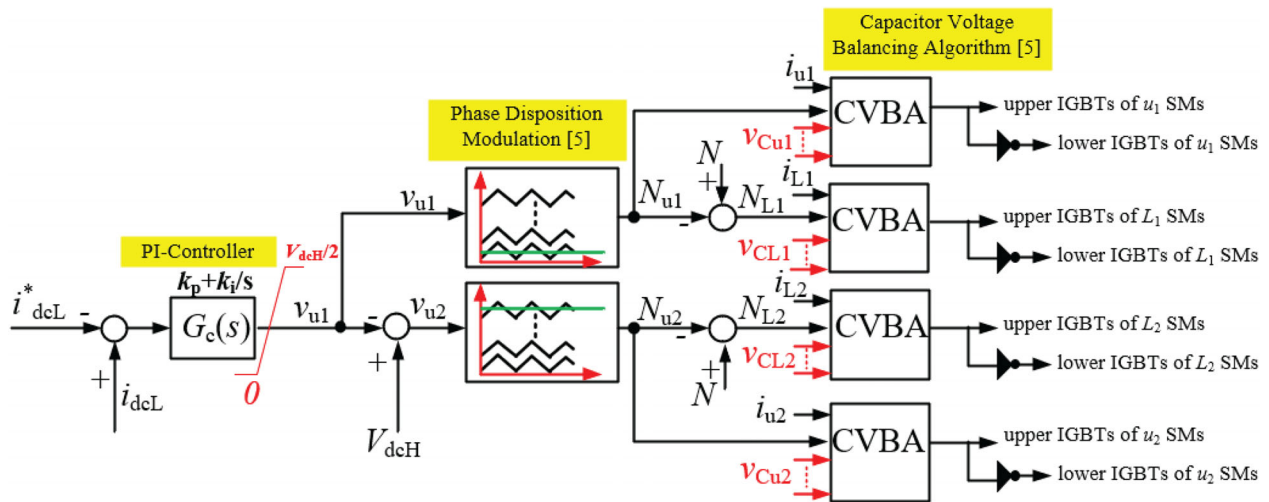 Capacitor Voltage
Balancing Algorithm [5]
i_u1
CVBA
upper IGBTs of u_1 SMs
lower IGBTs of u_1 SMs
v_Cu1
Phase Disposition
Modulation [5]
N
+
v_u1
N_u1
-
N_L1
i_L1
CVBA
upper IGBTs of L_1 SMs
lower IGBTs of L_1 SMs
v_CL1
PI-Controller
V_dcH/2
k_p+k_i/s
i*_dcL
-
G_c(s)
v_u1
-
v_u2
+
i_dcL
0
+
V_dcH
N_u2
-
N_L2
+
N
i_L2
CVBA
upper IGBTs of L_2 SMs
lower IGBTs of L_2 SMs
v_CL2
i_u2
CVBA
upper IGBTs of u_2 SMs
lower IGBTs of u_2 SMs
v_Cu2